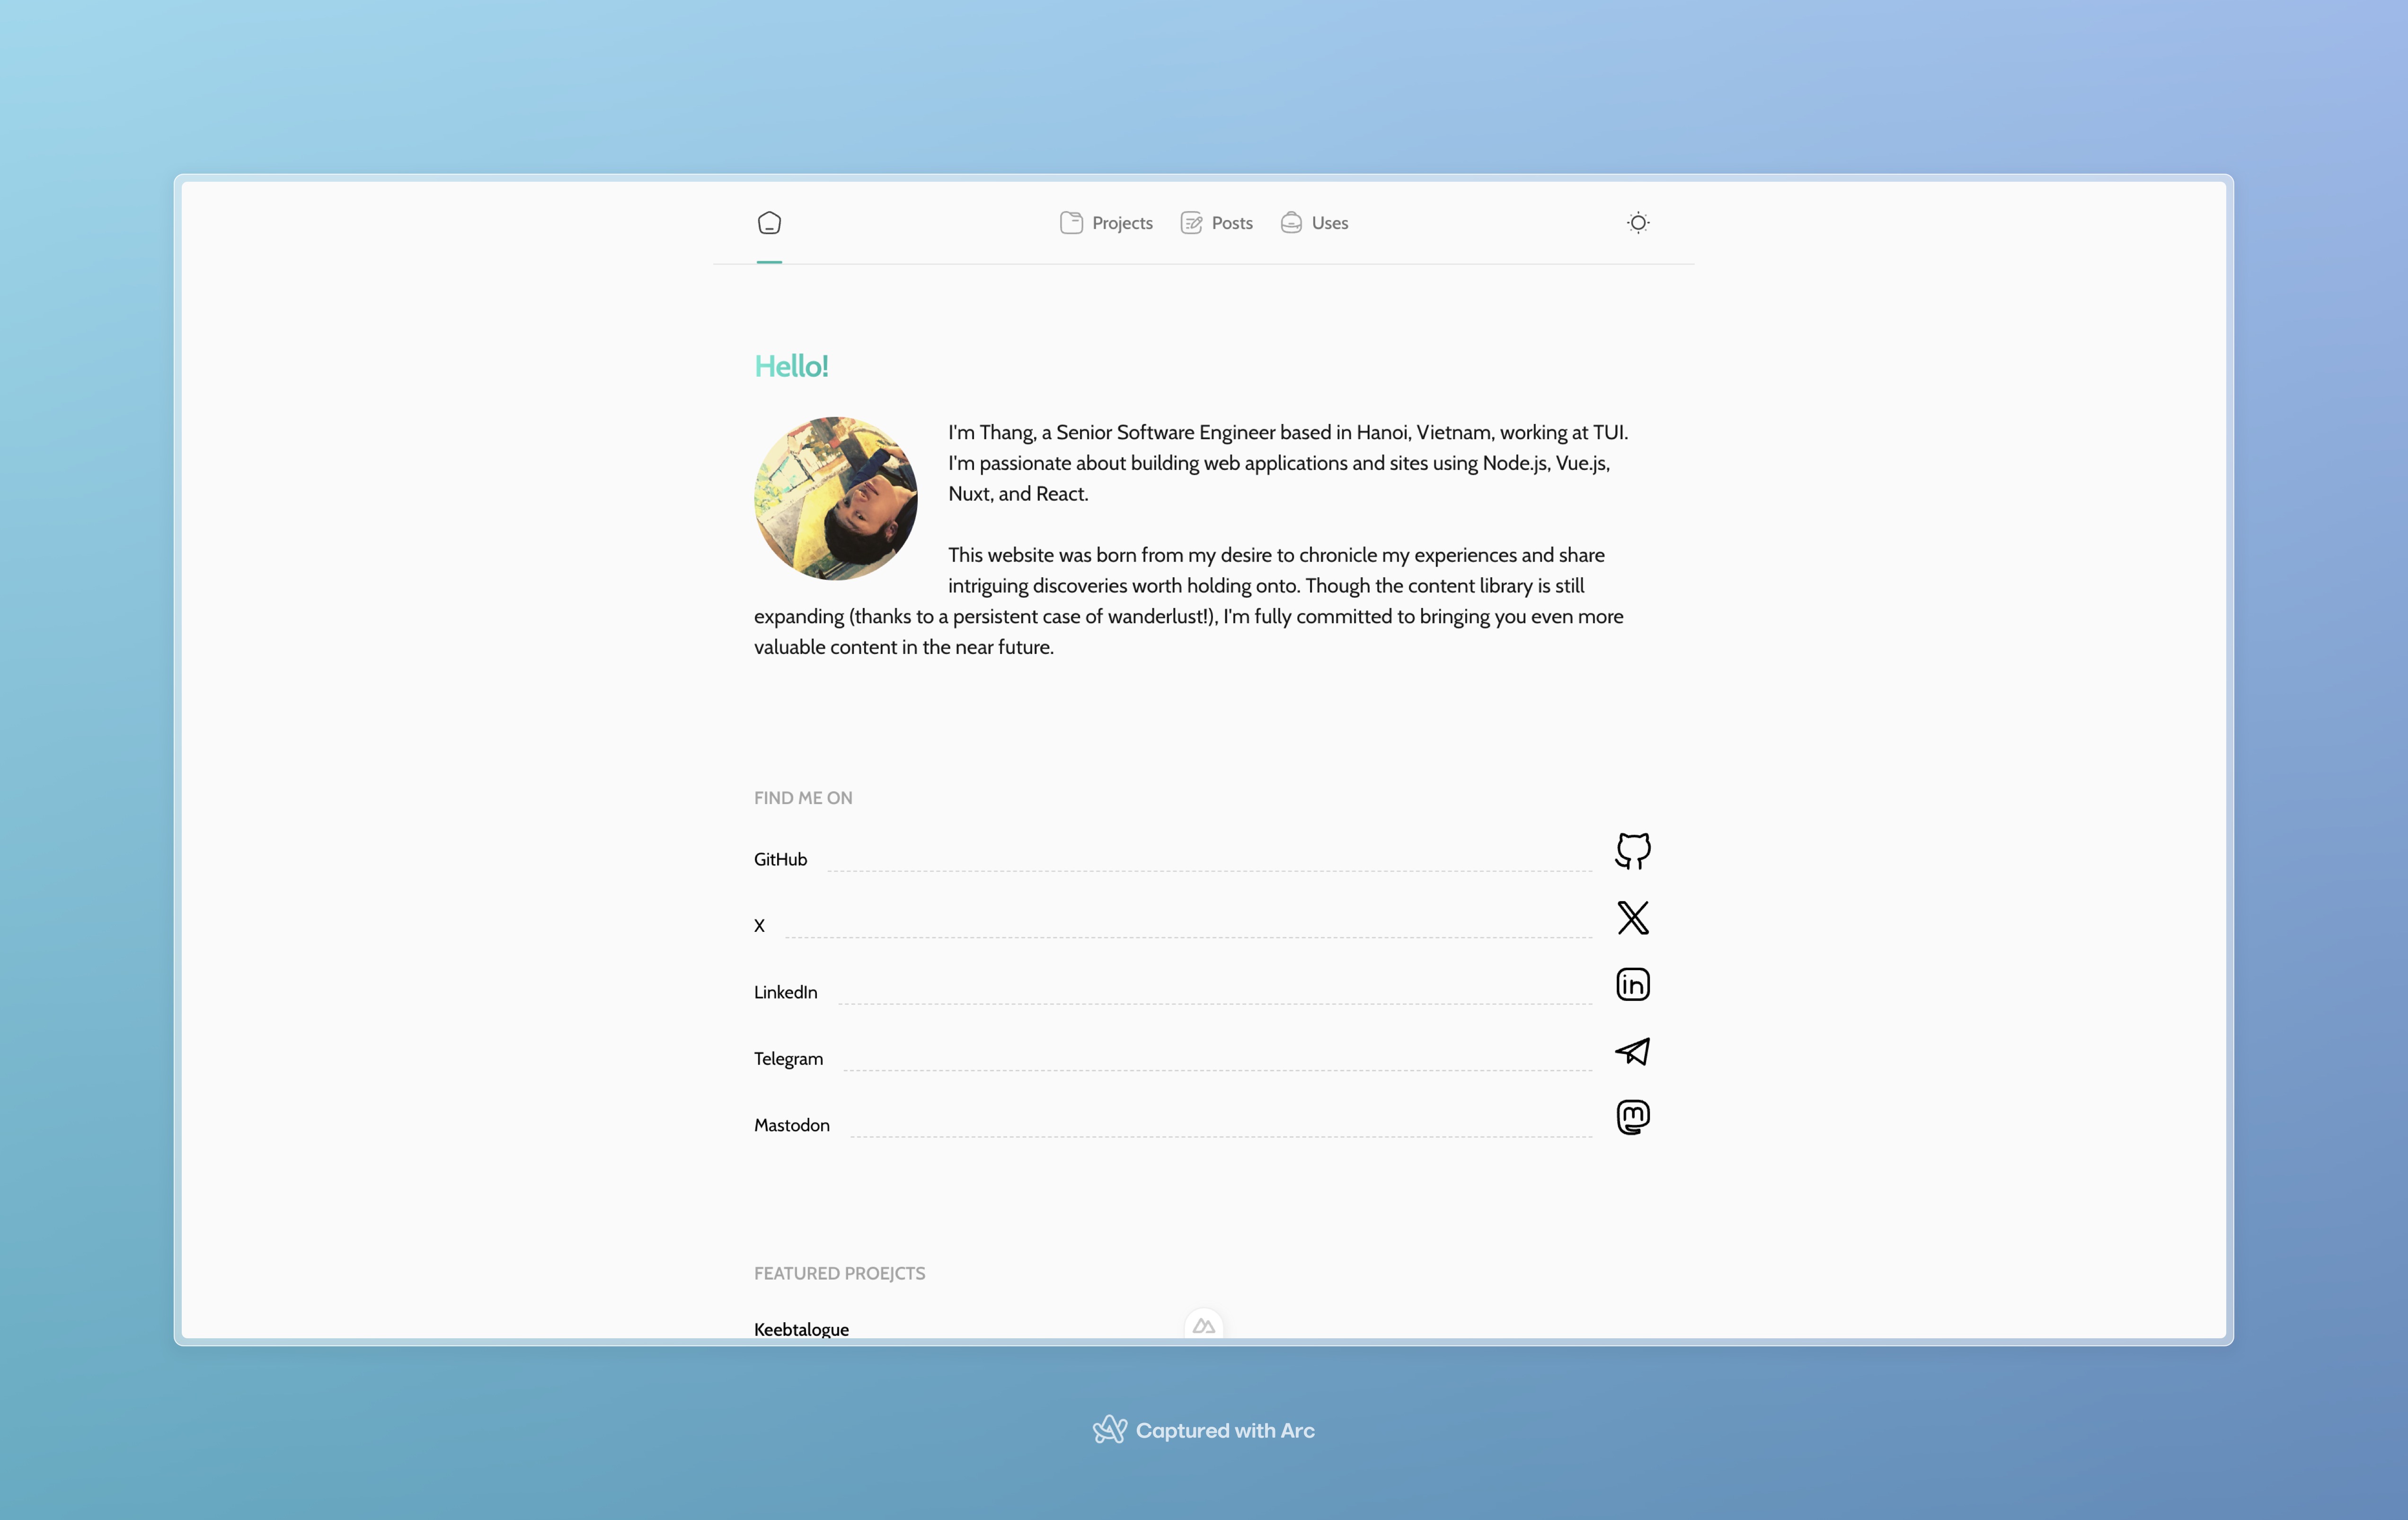 Projects Posts Uses
Hello!
I'm Thang, a Senior Software Engineer based in Hanoi, Vietnam, working at TUI.
I'm passionate about building web applications and sites using Node.js, Vue.js,
Nuxt, and React.
This website was born from my desire to chronicle my experiences and share
intriguing discoveries worth holding onto. Though the content library is still
expanding (thanks to a persistent case of wanderlust!), I'm fully committed to bringing you even more
valuable content in the near future.
FIND ME ON
GitHub
X
LinkedIn
Telegram
Mastodon
FEATURED PROEJCTS
Keebtalogue
Captured with Arc